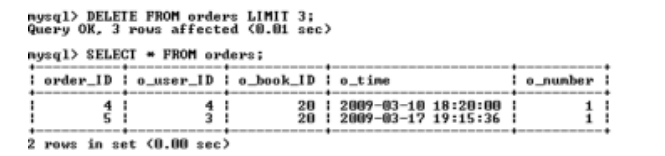 mysql> DELETE FROM orders LIMIT 3;
Query OK, 3 rows affected (0.01 sec)
mysql> SELECT * FROM orders;
+----------+-----------+-----------+---------------------+----------+
| order_ID | o_user_ID | o_book_ID | o_time | o_number |
+----------+-----------+-----------+---------------------+----------+
| 4 | 4 | 20 | 2009-03-10 18:20:00 | 1 |
| 5 | 3 | 20 | 2009-03-17 19:15:36 | 1 |
+----------+-----------+-----------+---------------------+----------+
2 rows in set (0.00 sec)